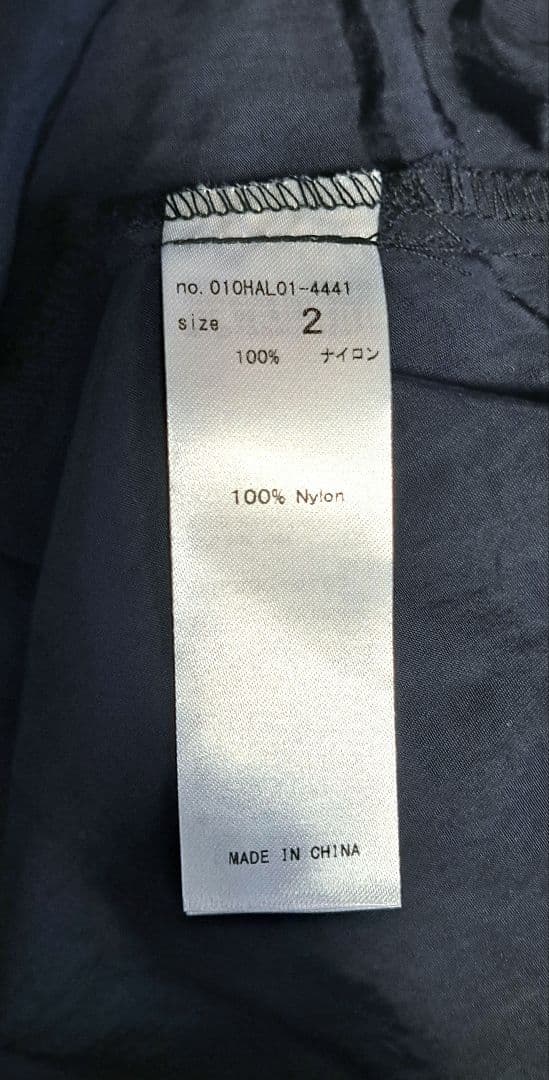 no. 010HAL01-4441
size 2
100% ナイロン
100% Nylon
MADE IN CHINA